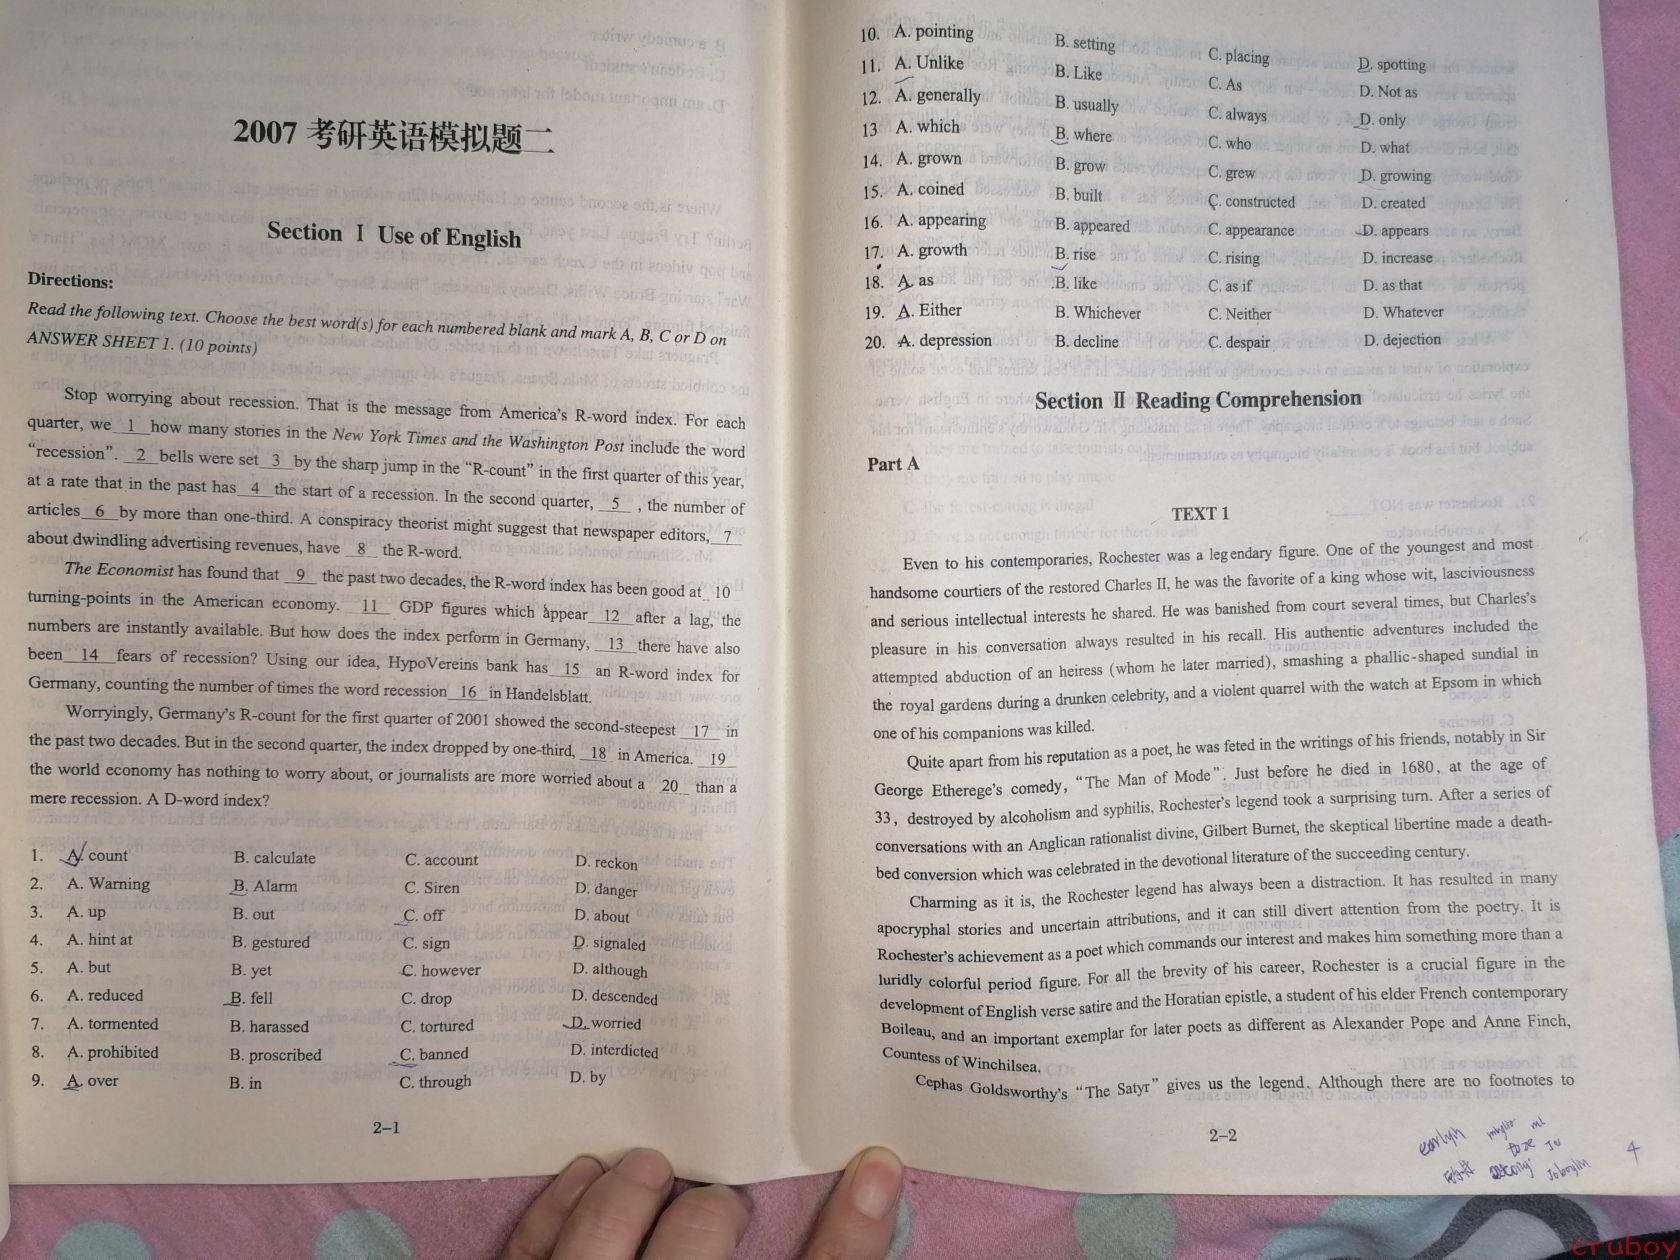 2007 考研英语模拟题二
Section Ⅰ Use of English
Directions:
Read the following text. Choose the best word(s) for each numbered blank and mark A, B, C or D on
ANSWER SHEET 1. (10 points)
Stop worrying about recession. That is the message from America's R-word index. For each
quarter, we 1 how many stories in the New York Times and the Washington Post include the word
"recession". 2 bells were set 3 by the sharp jump in the "R-count" in the first quarter of this year,
at a rate that in the past has 4 the start of a recession. In the second quarter, 5 , the number of
articles 6 by more than one-third. A conspiracy theorist might suggest that newspaper editors, 7
about dwindling advertising revenues, have 8 the R-word.
The Economist has found that 9 the past two decades, the R-word index has been good at 10
turning-points in the American economy. 11 GDP figures which appear 12 after a lag, the
numbers are instantly available. But how does the index perform in Germany, 13 there have also
been 14 fears of recession? Using our idea, HypoVereins bank has 15 an R-word index for
Germany, counting the number of times the word recession 16 in Handelsblatt.
Worryingly, Germany's R-count for the first quarter of 2001 showed the second-steepest 17 in
the past two decades. But in the second quarter, the index dropped by one-third, 18 in America. 19
the world economy has nothing to worry about, or journalists are more worried about a 20 than a
mere recession. A D-word index?
1. A. count B. calculate C. account D. reckon
2. A. Warning B. Alarm C. Siren D. danger
3. A. up B. out C. off D. about
4. A. hint at B. gestured C. sign D. signaled
5. A. but B. yet C. however D. although
6. A. reduced B. fell C. drop D. descended
7. A. tormented B. harassed C. tortured D. worried
8. A. prohibited B. proscribed C. banned D. interdicted
9. A. over B. in C. through D. by
2-1
10. A. pointing B. setting C. placing D. spotting
11. A. Unlike B. Like C. As D. Not as
12. A. generally B. usually C. always D. only
13 A. which B. where C. who D. what
14. A. grown B. grow C. grew D. growing
15. A. coined B. built C. constructed D. created
16. A. appearing B. appeared C. appearance D. appears
17. A. growth B. rise C. rising D. increase
18. A. as B. like C. as if D. as that
19. A. Either B. Whichever C. Neither D. Whatever
20. A. depression B. decline C. despair D. dejection
Section Ⅱ Reading Comprehension
Part A
TEXT 1
Even to his contemporaries, Rochester was a legendary figure. One of the youngest and most
handsome courtiers of the restored Charles II, he was the favorite of a king whose wit, lasciviousness
and serious intellectual interests he shared. He was banished from court several times, but Charles's
pleasure in his conversation always resulted in his recall. His authentic adventures included the
attempted abduction of an heiress (whom he later married), smashing a phallic-shaped sundial in
the royal gardens during a drunken celebrity, and a violent quarrel with the watch at Epsom in which
one of his companions was killed.
Quite apart from his reputation as a poet, he was feted in the writings of his friends, notably in Sir
George Etherege's comedy, "The Man of Mode". Just before he died in 1680, at the age of
33, destroyed by alcoholism and syphilis, Rochester's legend took a surprising turn. After a series of
conversations with an Anglican rationalist divine, Gilbert Burnet, the skeptical libertine made a death-
bed conversion which was celebrated in the devotional literature of the succeeding century.
Charming as it is, the Rochester legend has always been a distraction. It has resulted in many
apocryphal stories and uncertain attributions, and it can still divert attention from the poetry. It is
Rochester's achievement as a poet which commands our interest and makes him something more than a
luridly colorful period figure. For all the brevity of his career, Rochester is a crucial figure in the
development of English verse satire and the Horatian epistle, a student of his elder French contemporary
Boileau, and an important exemplar for later poets as different as Alexander Pope and Anne Finch,
Countess of Winchilsea.
Cephas Goldsworthy's "The Satyr" gives us the legend. Although there are no footnotes to
2-2
4
cruboy